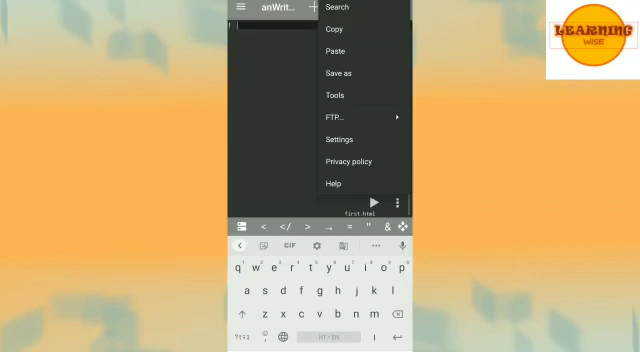 anWrit...
LEARNING
WISE
Search
Copy
Paste
Save as
Tools
FTP...
Settings
Privacy policy
Help
first.html
< </ > → = " &
GIF
q w e r t y u i o p
a s d f g h j k l
z x c v b n m
हिन्दी